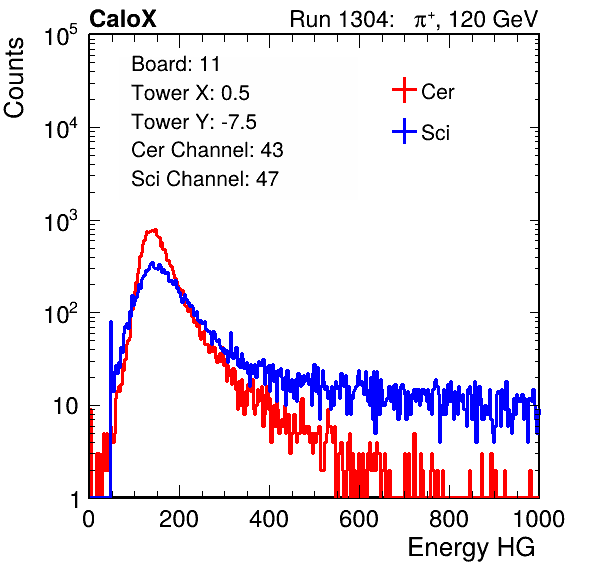 CaloX Run 1304: π⁺, 120 GeV
Counts
10⁵
10⁴
10³
10²
10
1
Board: 11
Tower X: 0.5
Tower Y: -7.5
Cer Channel: 43
Sci Channel: 47
Cer
Sci
0 200 400 600 800 1000
Energy HG